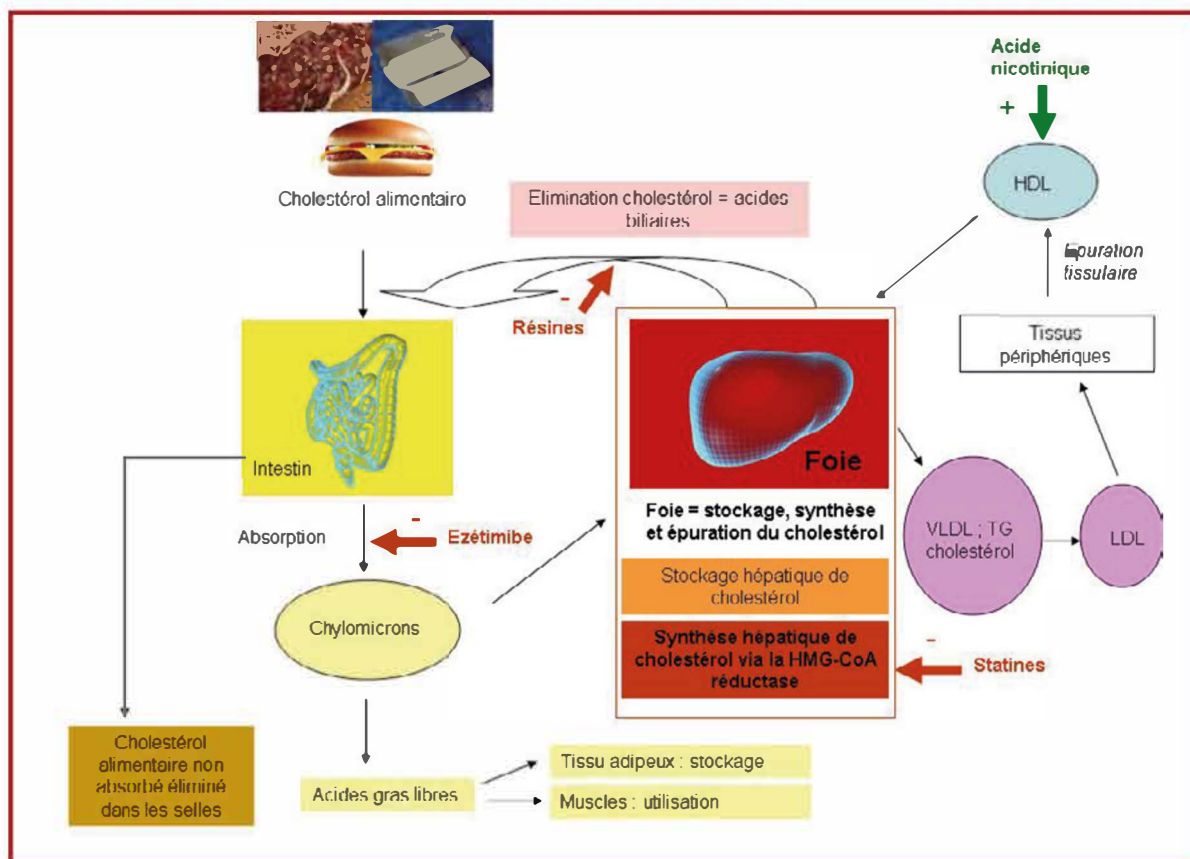 Acide
nicotinique
+
HDL
Cholestérol alimentairo
Elimination cholestérol = acides
biliaires
tissulaire
-
Résines
Tissus
périphériques
Intestin
Foie
Foie = stockage, synthèse
et épuration du cholestérol
VLDL ; TG
cholestérol
LDL
Absorption
-
Ezétimibe
Stockage hépatique de
cholestérol
Chylomicrons
Synthèse hépatique de
cholestérol via la HMG-CoA
réductase
-
Statines
Cholestérol
alimentaire non
absorbé éliminé
dans les selles
Acides gras libres
Tissu adipeux : stockage
Muscles : utilisation